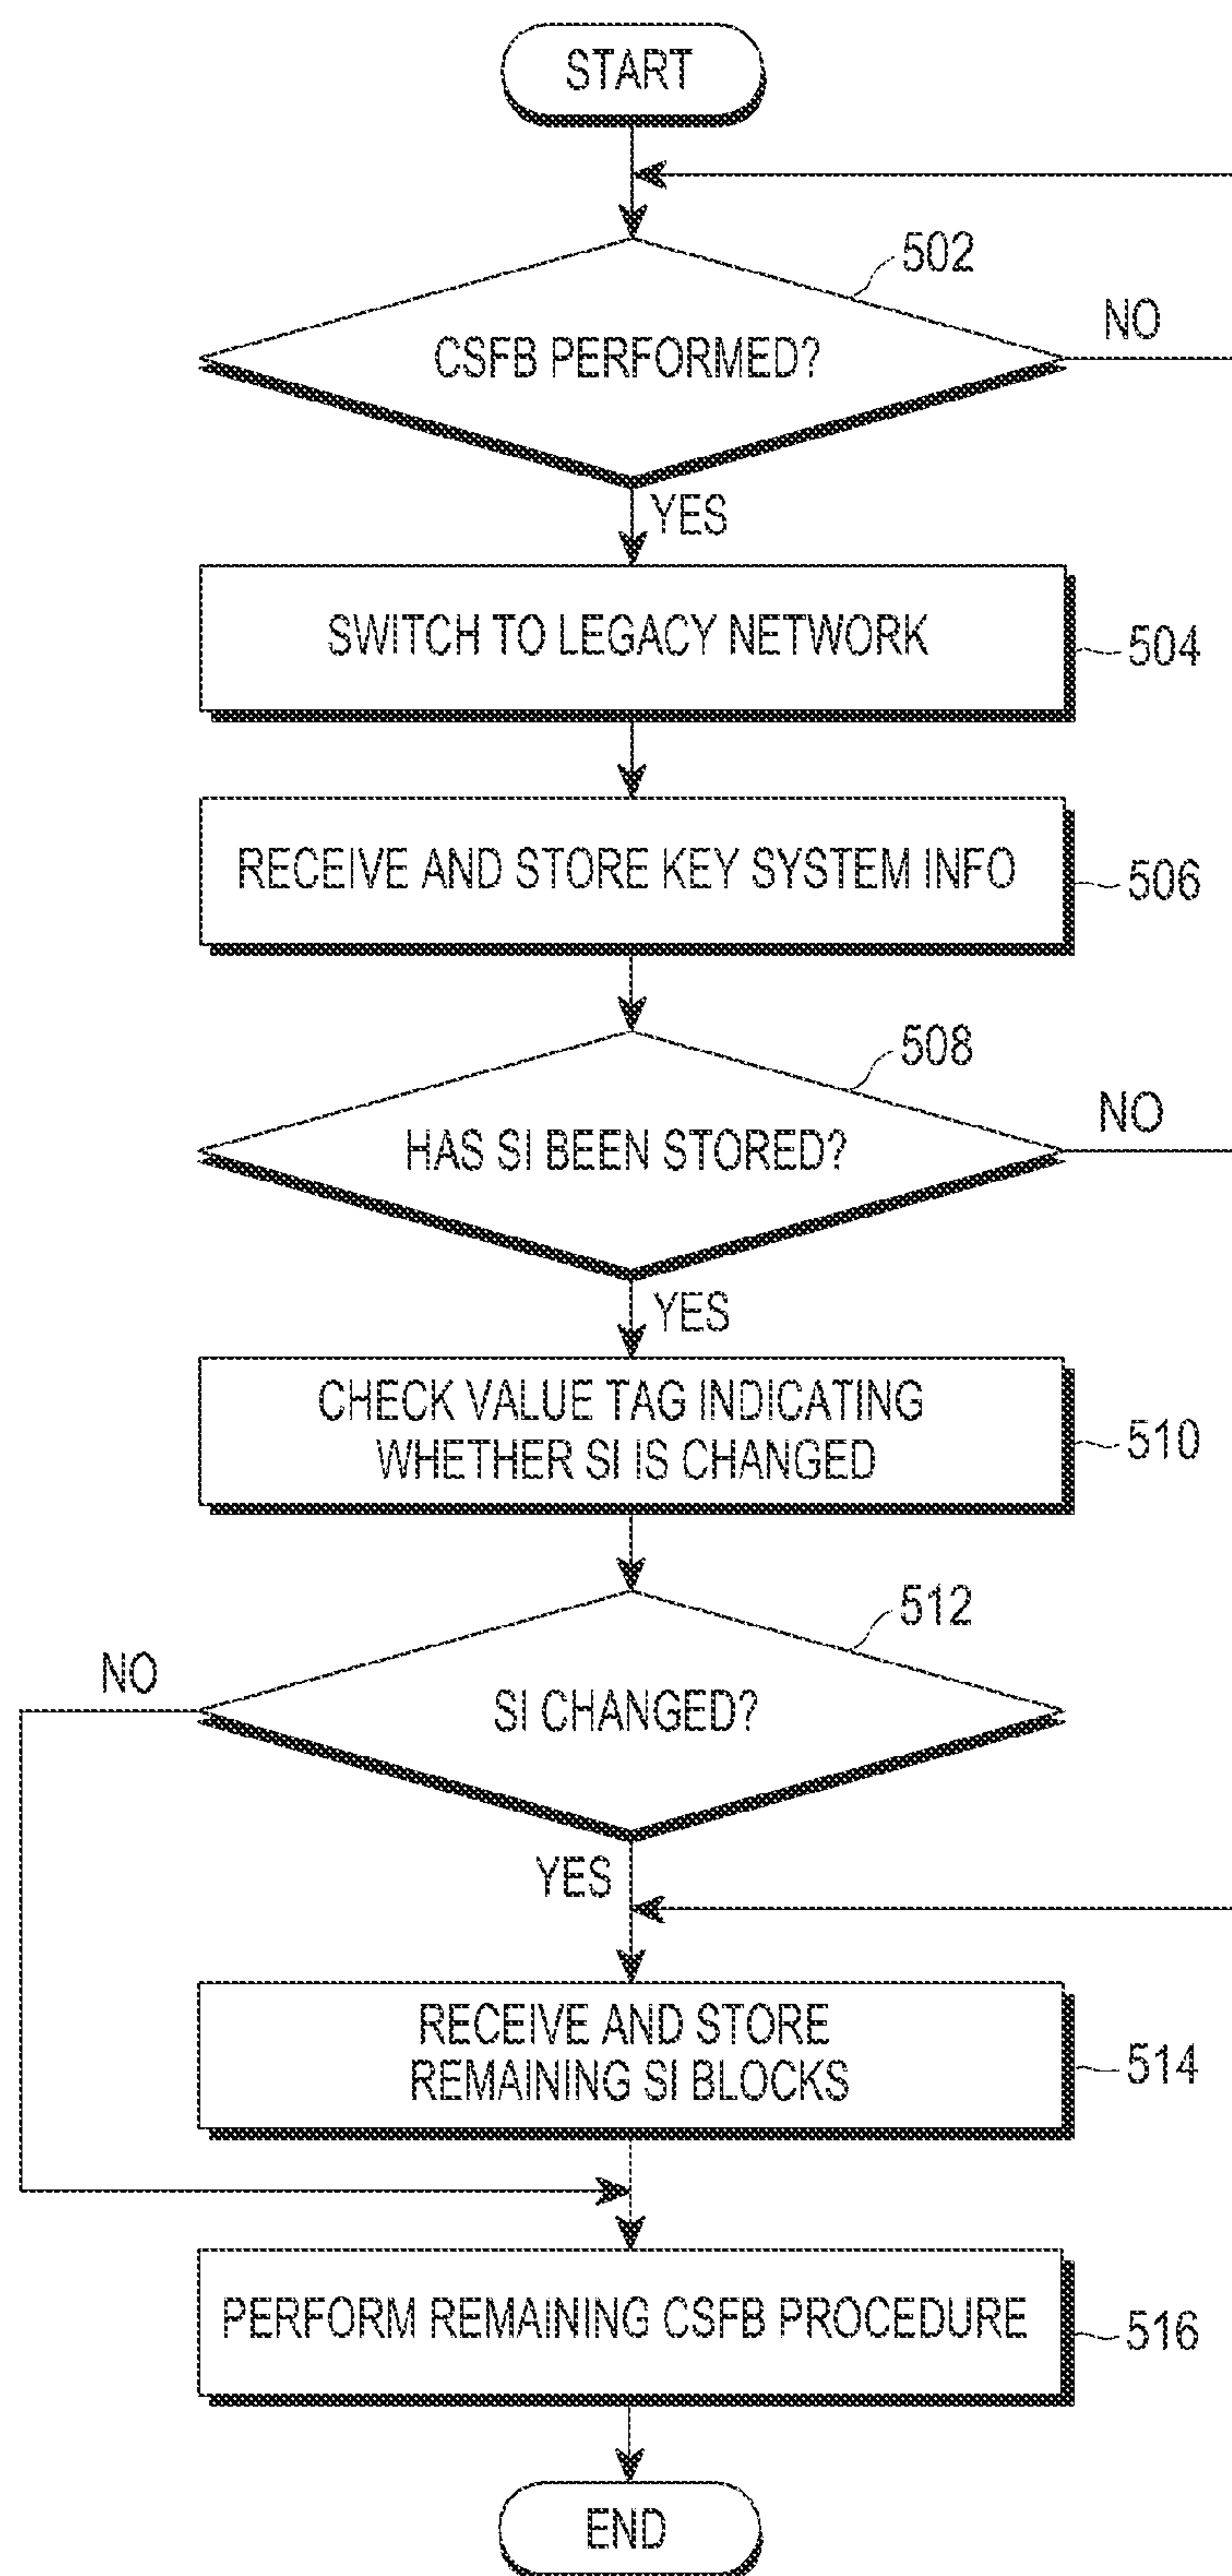 START
502
CSFB PERFORMED?
NO
YES
SWITCH TO LEGACY NETWORK
504
RECEIVE AND STORE KEY SYSTEM INFO
506
508
HAS SI BEEN STORED?
NO
YES
CHECK VALUE TAG INDICATING
WHETHER SI IS CHANGED
510
512
NO
SI CHANGED?
YES
RECEIVE AND STORE
REMAINING SI BLOCKS
514
PERFORM REMAINING CSFB PROCEDURE
516
END